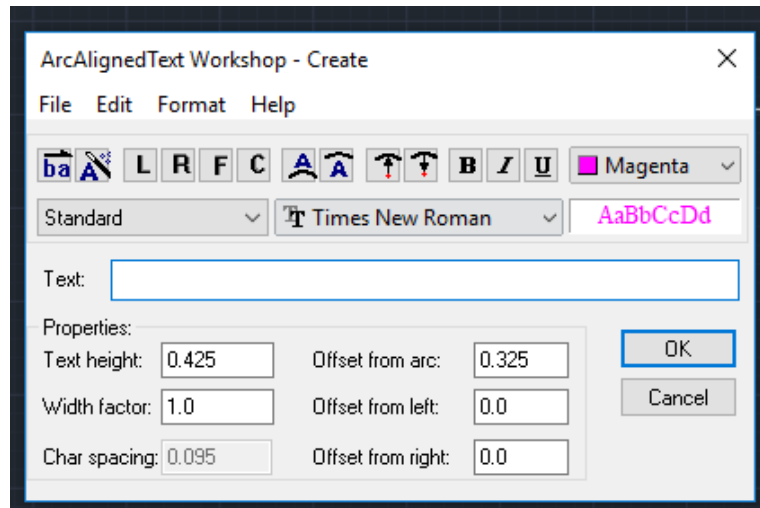 ArcAlignedText Workshop - Create
File Edit Format Help
ba A L R F C A A T T B I U Magenta
Standard Tr Times New Roman AaBbCcDd
Text:
Properties:
Text height: 0.425 Offset from arc: 0.325 OK
Width factor: 1.0 Offset from left: 0.0 Cancel
Char spacing: 0.095 Offset from right: 0.0